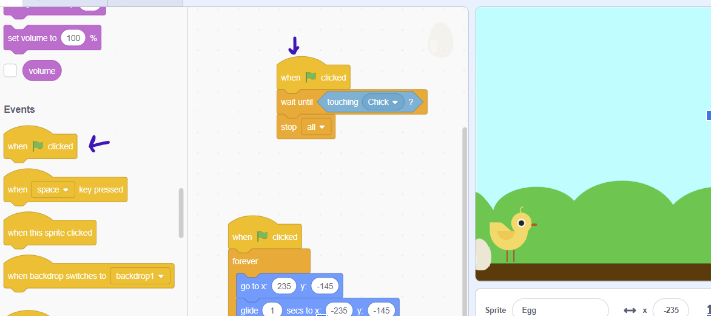 set volume to 100 %
volume
Events
when clicked
when space key pressed
when this sprite clicked
when backdrop switches to backdrop1
when clicked
wait until touching Chick ?
stop all
when clicked
forever
go to x: 235 y: -145
glide 1 secs to x -235 y: -145
Sprite Egg x -235